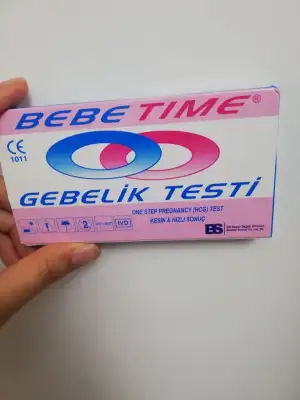 BEBE TIME®
CE
1011
GEBELİK TESTİ
ONE STEP PREGNANCY (HCG) TEST
KESİN & HIZLI SONUÇ
2
IVD
BS